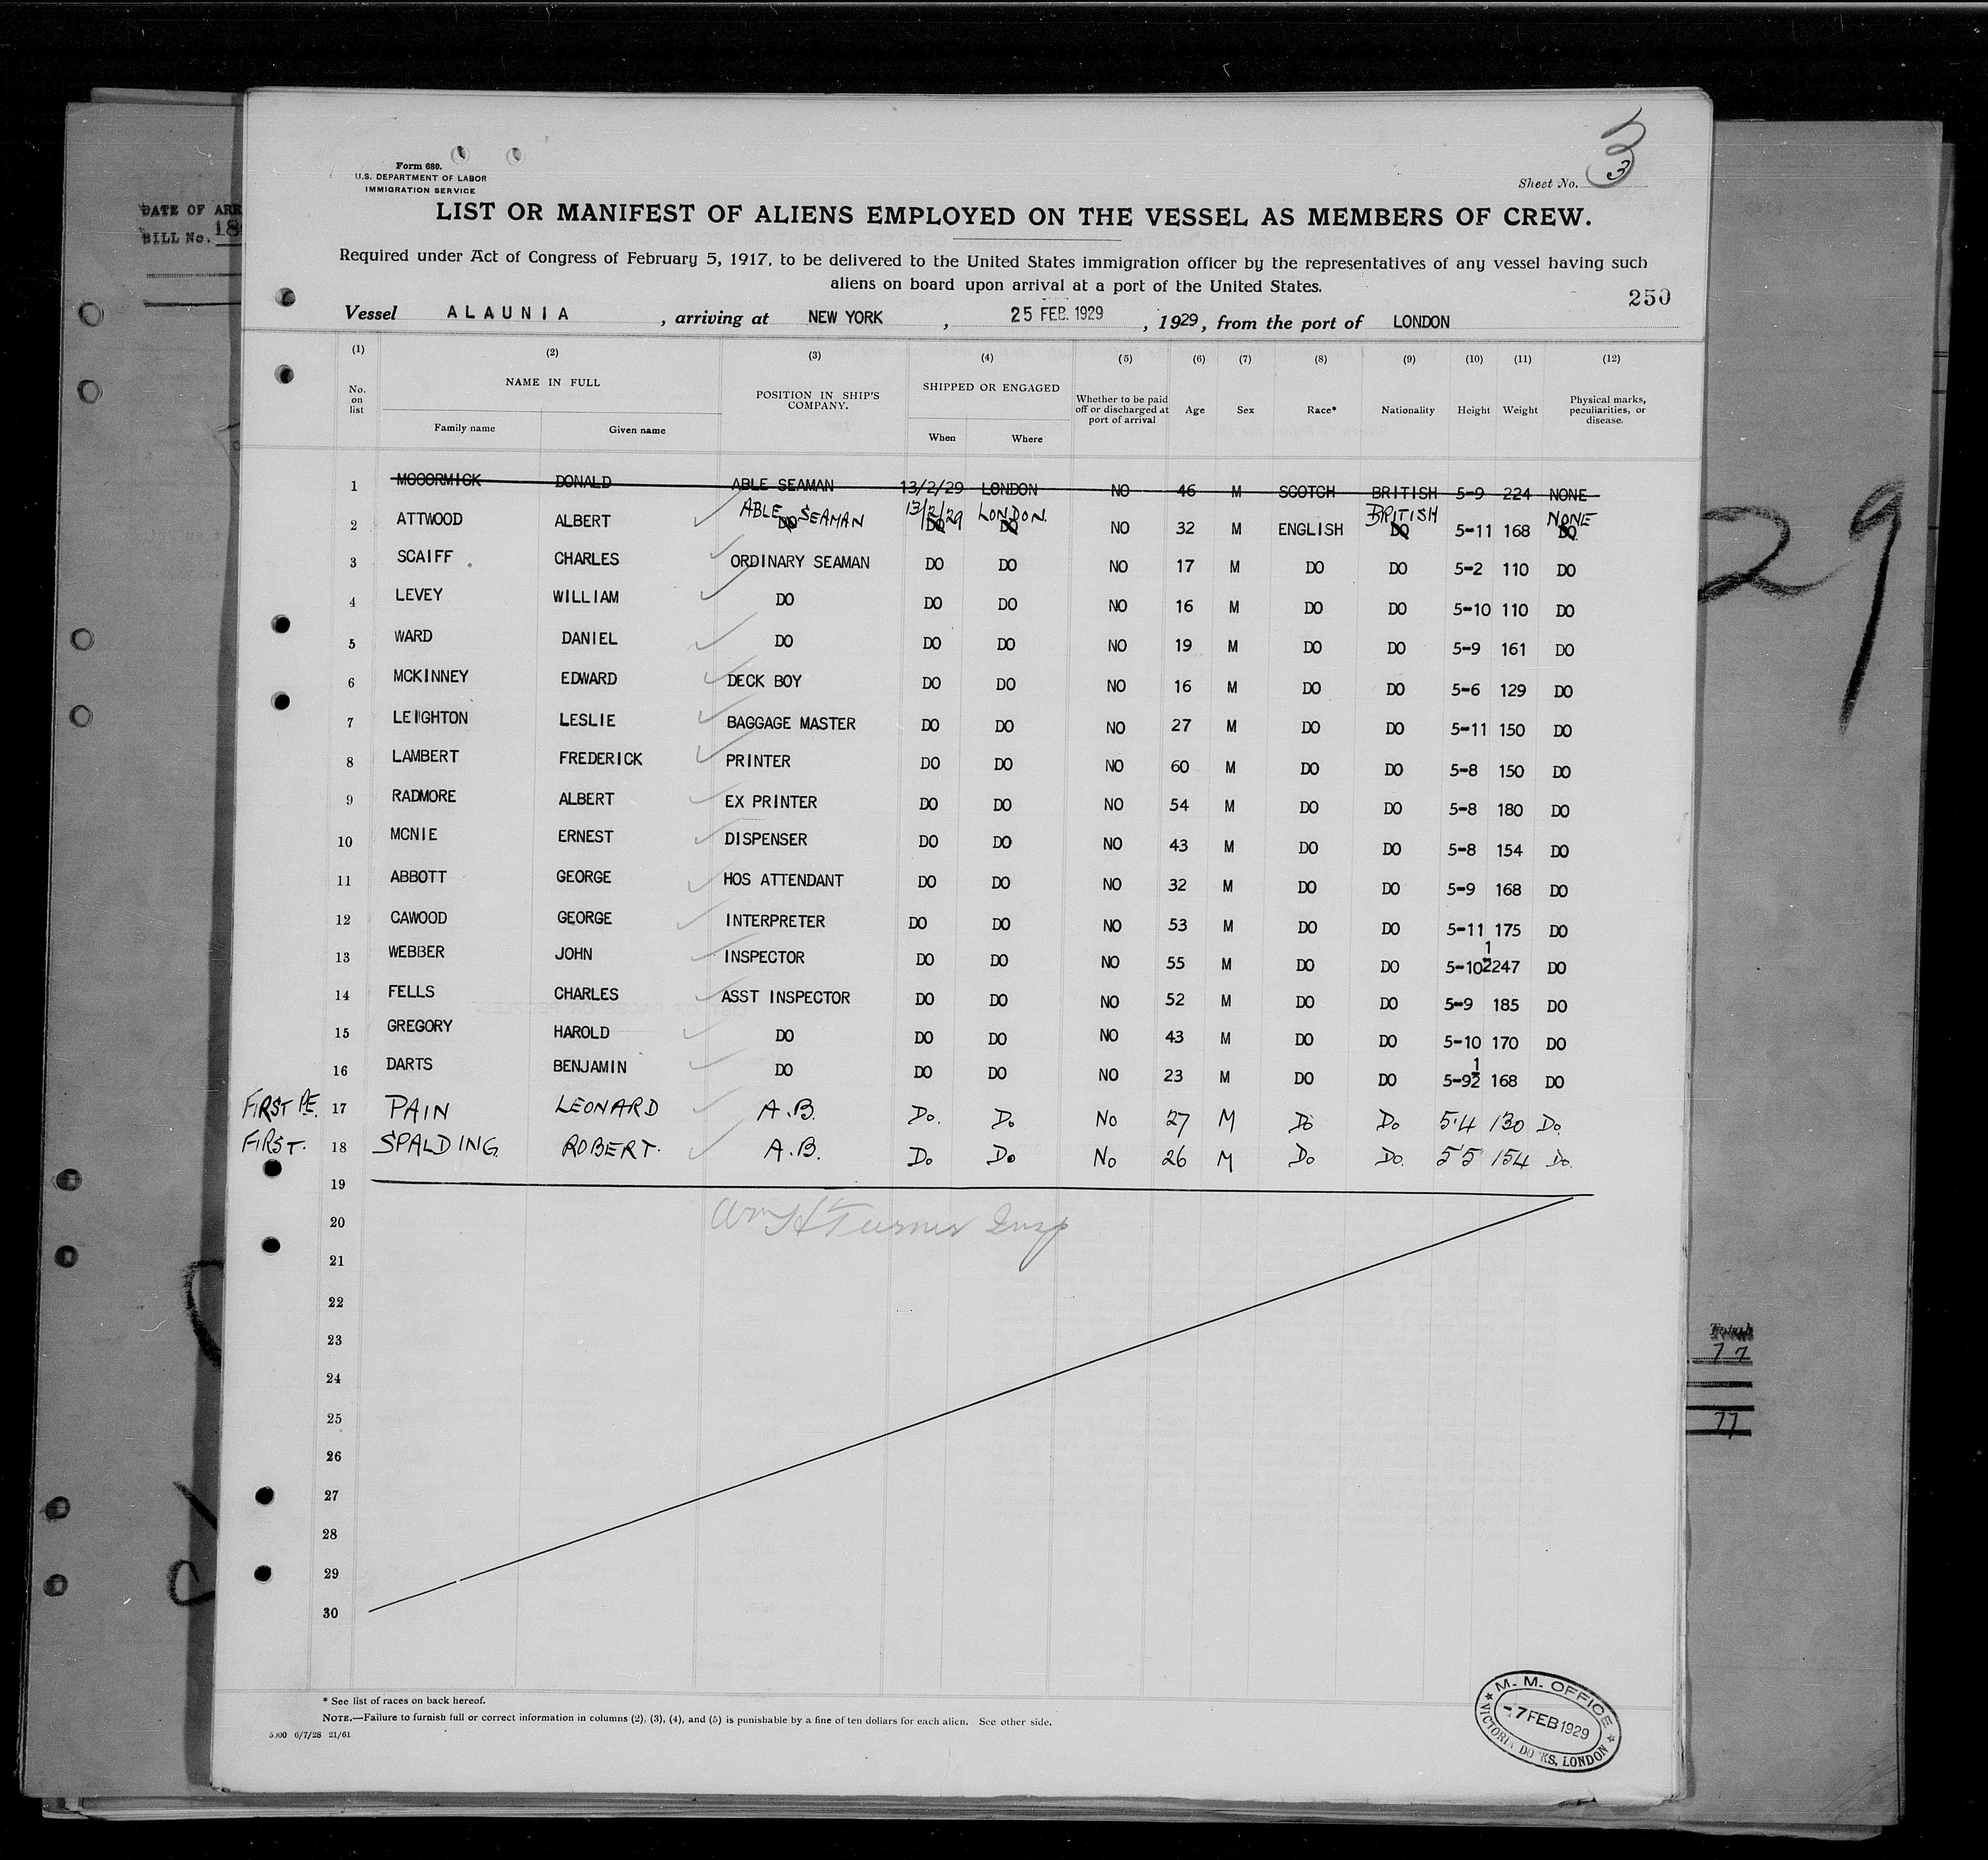 Form 680.
U.S. DEPARTMENT OF LABOR
IMMIGRATION SERVICE
3
Sheet No. 3
DATE OF ARR
BILL No. 18
LIST OR MANIFEST OF ALIENS EMPLOYED ON THE VESSEL AS MEMBERS OF CREW.
Required under Act of Congress of February 5, 1917, to be delivered to the United States immigration officer by the representatives of any vessel having such
aliens on board upon arrival at a port of the United States.
250
Vessel ALAUNIA , arriving at NEW YORK , 25 FEB. 1929 , 1929, from the port of LONDON
(1) (2) (3) (4) (5) (6) (7) (8) (9) (10) (11) (12)
No. on list NAME IN FULL POSITION IN SHIP'S COMPANY. SHIPPED OR ENGAGED Whether to be paid off or discharged at port of arrival Age Sex Race* Nationality Height Weight Physical marks, peculiarities, or disease.
Family name Given name When Where
1 MCCORMICK DONALD ABLE SEAMAN 13/2/29 LONDON NO 46 M SCOTCH BRITISH 5-9 224 NONE
ABLE SEAMAN 13/2/29 LONDON. BRITISH NONE
2 ATTWOOD ALBERT DO DO DO NO 32 M ENGLISH DO 5-11 168 DO
3 SCAIFF CHARLES ORDINARY SEAMAN DO DO NO 17 M DO DO 5-2 110 DO
4 LEVEY WILLIAM DO DO DO NO 16 M DO DO 5-10 110 DO
5 WARD DANIEL DO DO DO NO 19 M DO DO 5-9 161 DO
6 MCKINNEY EDWARD DECK BOY DO DO NO 16 M DO DO 5-6 129 DO
7 LEIGHTON LESLIE BAGGAGE MASTER DO DO NO 27 M DO DO 5-11 150 DO
8 LAMBERT FREDERICK PRINTER DO DO NO 60 M DO DO 5-8 150 DO
9 RADMORE ALBERT EX PRINTER DO DO NO 54 M DO DO 5-8 180 DO
10 MCNIE ERNEST DISPENSER DO DO NO 43 M DO DO 5-8 154 DO
11 ABBOTT GEORGE HOS ATTENDANT DO DO NO 32 M DO DO 5-9 168 DO
12 CAWOOD GEORGE INTERPRETER DO DO NO 53 M DO DO 5-11 175 DO
13 WEBBER JOHN INSPECTOR DO DO NO 55 M DO DO 5-10½ 247 DO
14 FELLS CHARLES ASST INSPECTOR DO DO NO 52 M DO DO 5-9 185 DO
15 GREGORY HAROLD DO DO DO NO 43 M DO DO 5-10 170 DO
16 DARTS BENJAMIN DO DO DO NO 23 M DO DO 5-9½ 168 DO
FIRST PE. 17 PAIN LEONARD A.B. Do. Do No 27 M Do Do 5·4 130 Do.
FIRST. 18 SPALDING ROBERT. A.B. Do Do No 26 M Do Do. 5'5 154 Do.
19
20 Wm H Turner Insp
21
22
23
24
25
26
27
28
29
30
29
Total
77
77
* See list of races on back hereof.
NOTE.—Failure to furnish full or correct information in columns (2), (3), (4), and (5) is punishable by a fine of ten dollars for each alien. See other side.
5000 6/7/28 21/61
M. M. OFFICE
-7 FEB 1929
VICTORIA DOCKS, LONDON